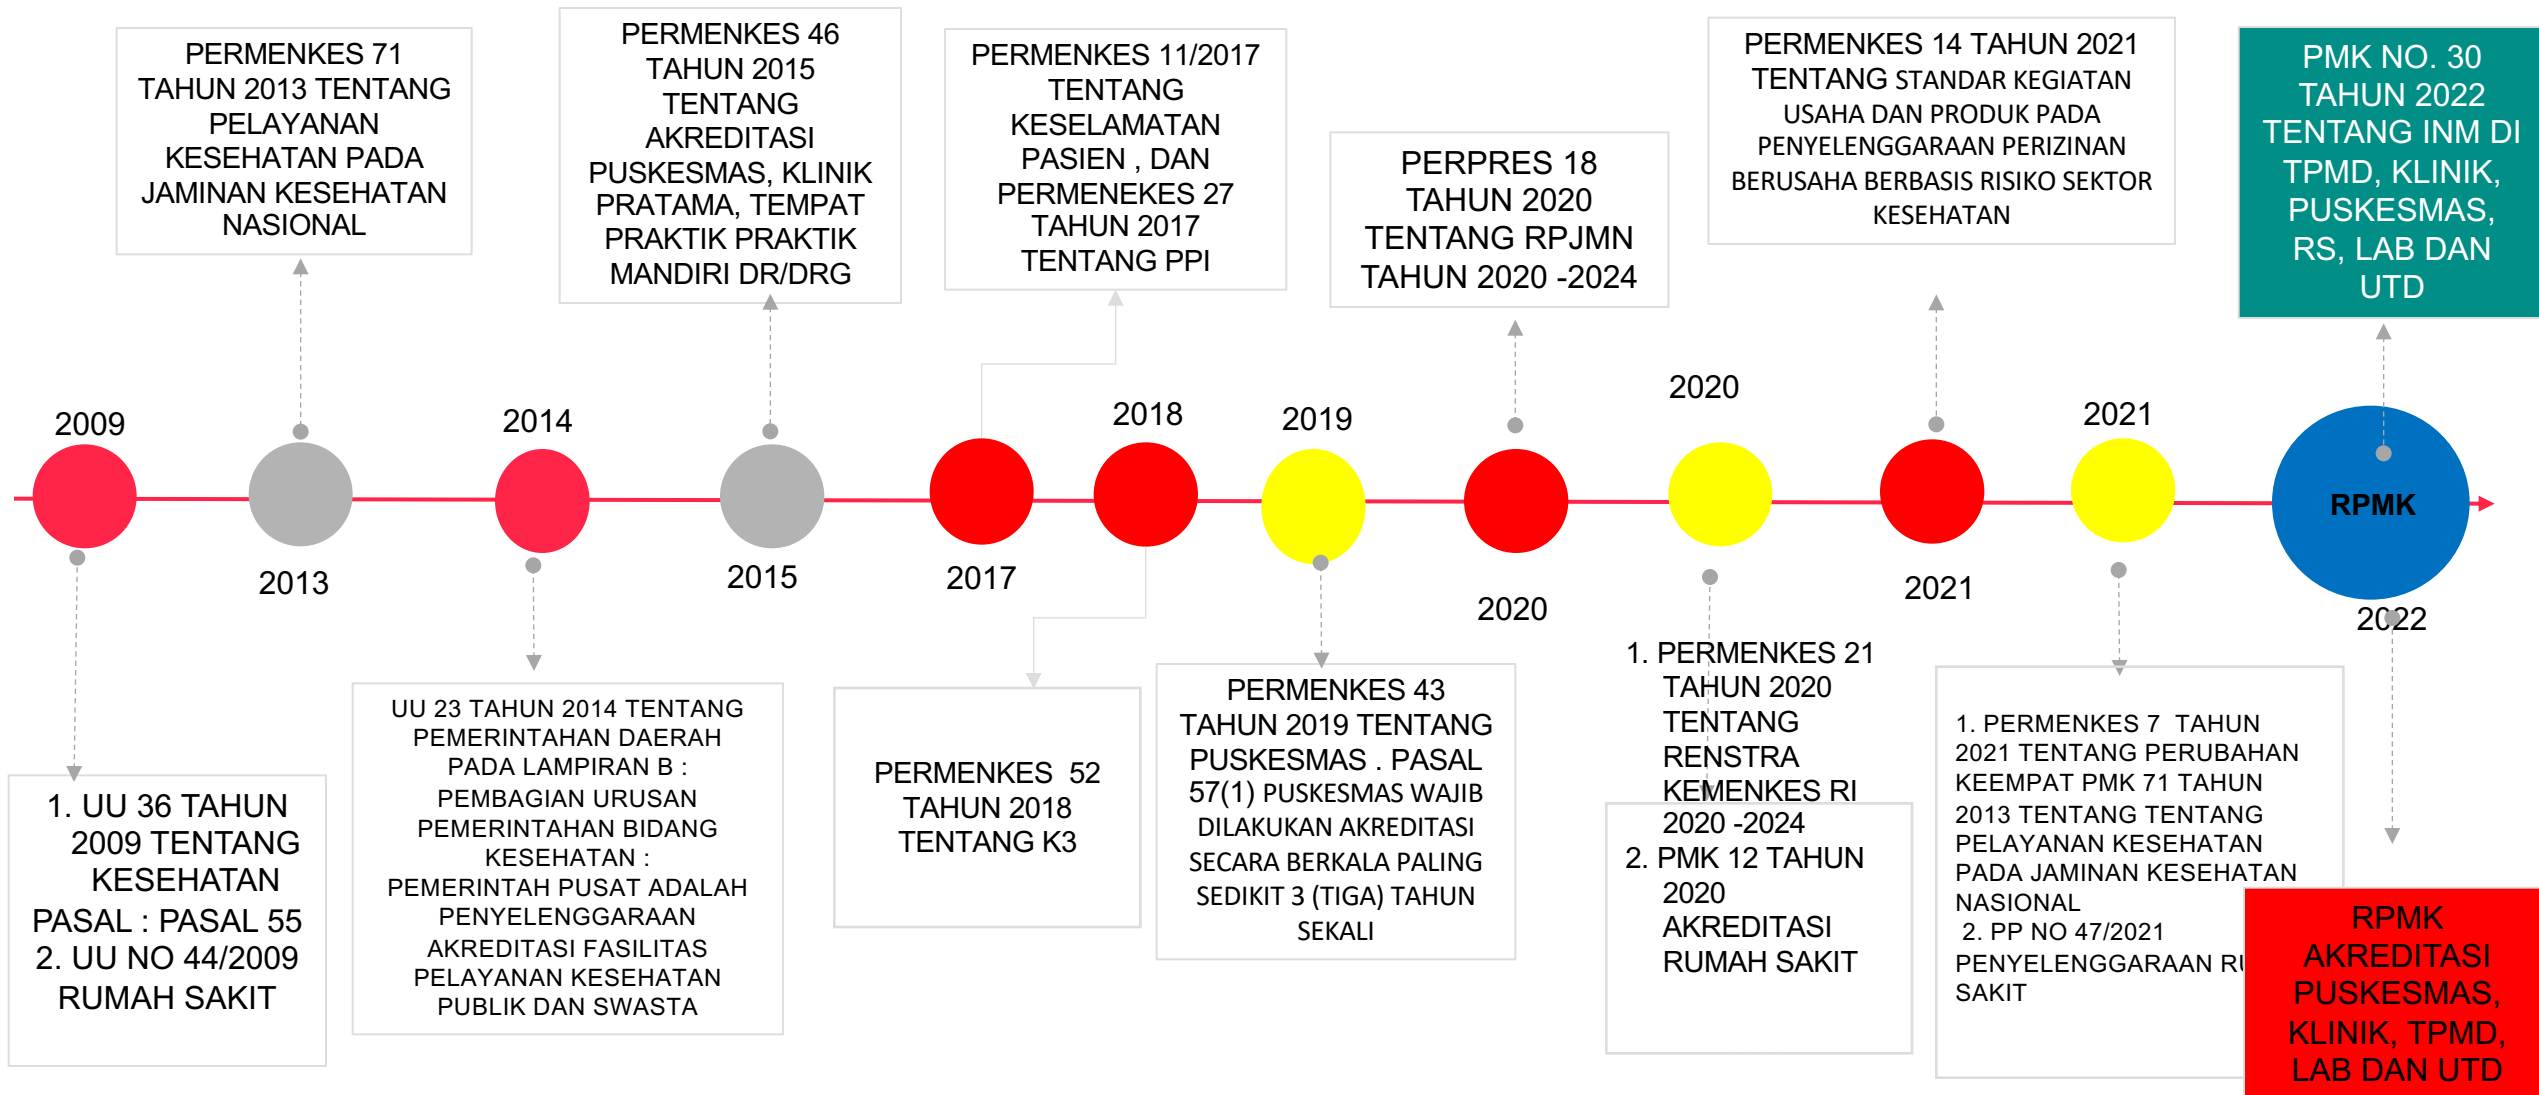 PERMENKES 71
TAHUN 2013 TENTANG
PELAYANAN
KESEHATAN PADA
JAMINAN KESEHATAN
NASIONAL
PERMENKES 46
TAHUN 2015
TENTANG
AKREDITASI
PUSKESMAS, KLINIK
PRATAMA, TEMPAT
PRAKTIK PRAKTIK
MANDIRI DR/DRG
PERMENKES 11/2017
TENTANG
KESELAMATAN
PASIEN , DAN
PERMENEKES 27
TAHUN 2017
TENTANG PPI
PERPRES 18
TAHUN 2020
TENTANG RPJMN
TAHUN 2020 -2024
PERMENKES 14 TAHUN 2021
TENTANG STANDAR KEGIATAN
USAHA DAN PRODUK PADA
PENYELENGGARAAN PERIZINAN
BERUSAHA BERBASIS RISIKO SEKTOR
KESEHATAN
PMK NO. 30
TAHUN 2022
TENTANG INM DI
TPMD, KLINIK,
PUSKESMAS,
RS, LAB DAN
UTD
2009
2013
2014
2015
2017
2018
2019
2020
2020
2021
2021
RPMK
2022
1. UU 36 TAHUN
2009 TENTANG
KESEHATAN
PASAL : PASAL 55
2. UU NO 44/2009
RUMAH SAKIT
UU 23 TAHUN 2014 TENTANG
PEMERINTAHAN DAERAH
PADA LAMPIRAN B :
PEMBAGIAN URUSAN
PEMERINTAHAN BIDANG
KESEHATAN :
PEMERINTAH PUSAT ADALAH
PENYELENGGARAAN
AKREDITASI FASILITAS
PELAYANAN KESEHATAN
PUBLIK DAN SWASTA
PERMENKES 52
TAHUN 2018
TENTANG K3
PERMENKES 43
TAHUN 2019 TENTANG
PUSKESMAS . PASAL
57(1) PUSKESMAS WAJIB
DILAKUKAN AKREDITASI
SECARA BERKALA PALING
SEDIKIT 3 (TIGA) TAHUN
SEKALI
1. PERMENKES 21
TAHUN 2020
TENTANG
RENSTRA
KEMENKES RI
2020 -2024
2. PMK 12 TAHUN
2020
AKREDITASI
RUMAH SAKIT
1. PERMENKES 7 TAHUN
2021 TENTANG PERUBAHAN
KEEMPAT PMK 71 TAHUN
2013 TENTANG TENTANG
PELAYANAN KESEHATAN
PADA JAMINAN KESEHATAN
NASIONAL
2. PP NO 47/2021
PENYELENGGARAAN
SAKIT
RPMK
AKREDITASI
PUSKESMAS,
KLINIK, TPMD,
LAB DAN UTD